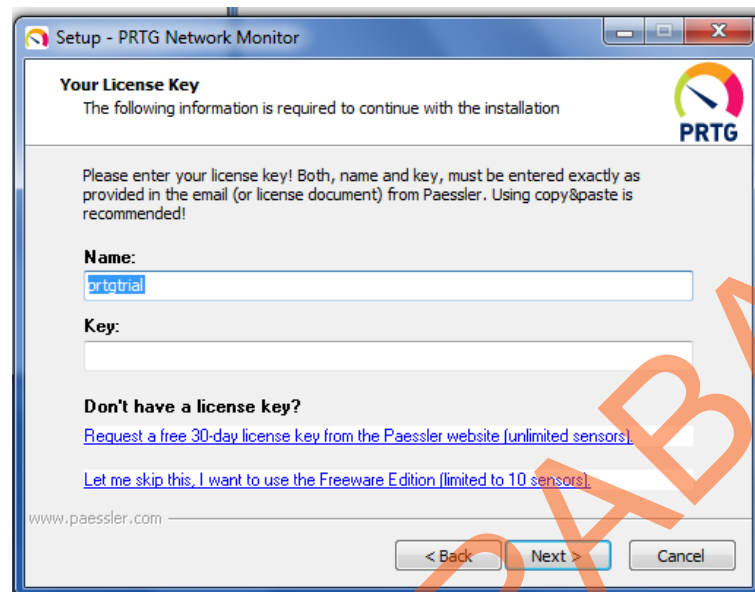 Setup - PRTG Network Monitor
Your License Key
The following information is required to continue with the installation
PRTG
Please enter your license key! Both, name and key, must be entered exactly as
provided in the email (or license document) from Paessler. Using copy&paste is
recommended!
Name:
prtgtrial
Key:
Don't have a license key?
Request a free 30-day license key from the Paessler website (unlimited sensors).
Let me skip this, I want to use the Freeware Edition (limited to 10 sensors).
www.paessler.com
< Back
Next >
Cancel